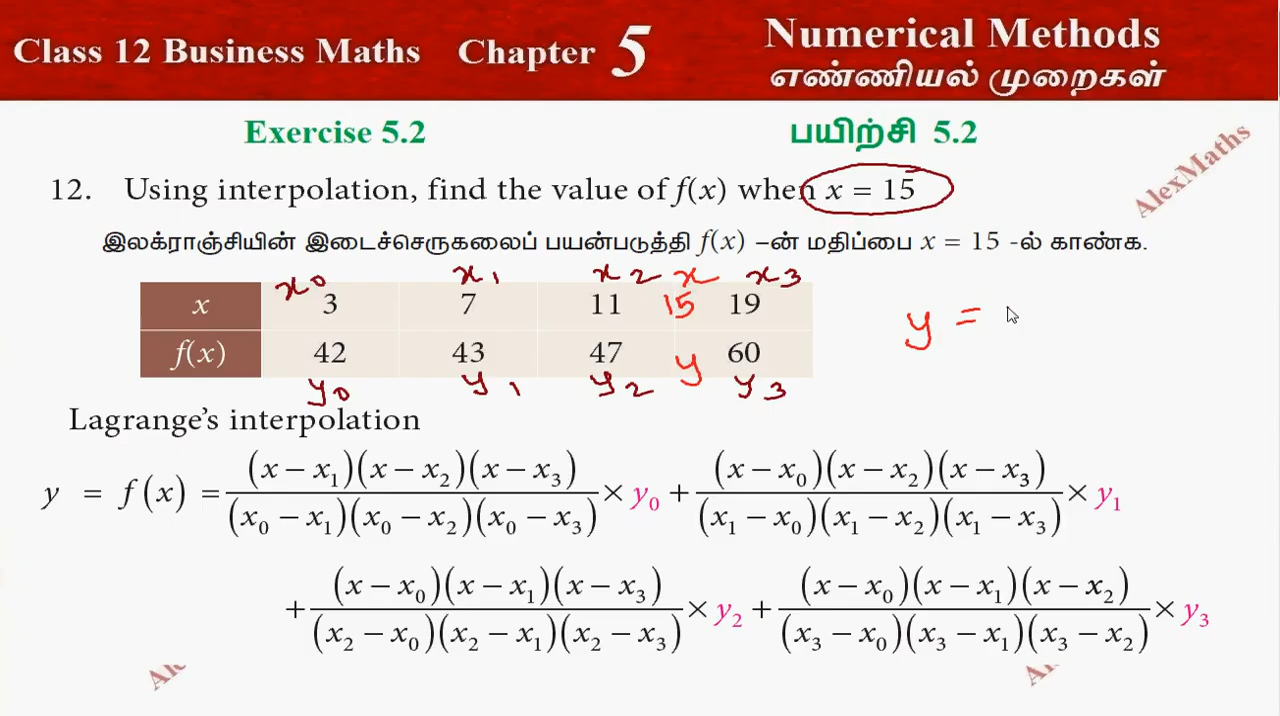 Class 12 Business Maths Chapter 5
Numerical Methods
எண்ணியல் முறைகள்
Exercise 5.2
பயிற்சி 5.2
AlexMaths
12. Using interpolation, find the value of f(x) when x = 15
இலக்ராஞ்சியின் இடைச்செருகலைப் பயன்படுத்தி f(x) –ன் மதிப்பை x = 15 -ல் காண்க.
x₀ x₁ x₂ x x₃
x 3 7 11 15 19
y =
f(x) 42 43 47 y 60
y₀ y₁ y₂ y₃
Lagrange's interpolation
y = f(x) = (x – x₁)(x – x₂)(x – x₃) / (x₀ – x₁)(x₀ – x₂)(x₀ – x₃) × y₀ + (x – x₀)(x – x₂)(x – x₃) / (x₁ – x₀)(x₁ – x₂)(x₁ – x₃) × y₁
+ (x – x₀)(x – x₁)(x – x₃) / (x₂ – x₀)(x₂ – x₁)(x₂ – x₃) × y₂ + (x – x₀)(x – x₁)(x – x₂) / (x₃ – x₀)(x₃ – x₁)(x₃ – x₂) × y₃